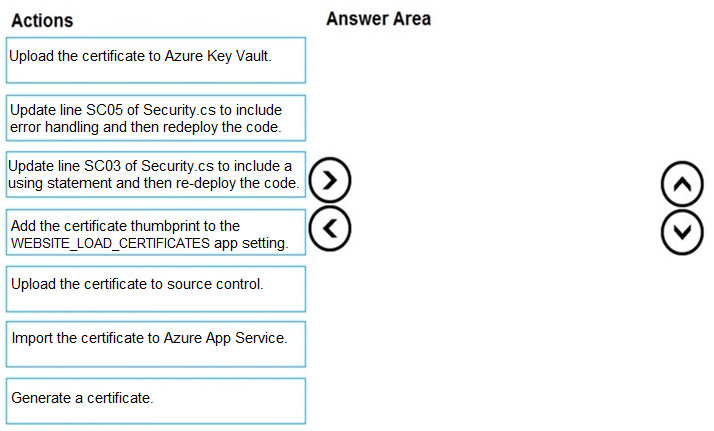 Actions
Answer Area
Upload the certificate to Azure Key Vault.
Update line SC05 of Security.cs to include
error handling and then redeploy the code.
Update line SC03 of Security.cs to include a
using statement and then re-deploy the code.
Add the certificate thumbprint to the
WEBSITE_LOAD_CERTIFICATES app setting.
Upload the certificate to source control.
Import the certificate to Azure App Service.
Generate a certificate.